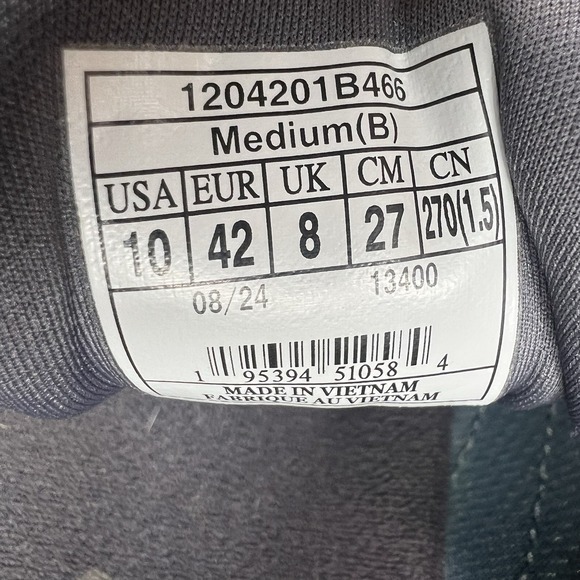 1204201B466
Medium(B)
USA EUR UK CM CN
10 42 8 27 270(1.5)
08/24 13400
1 95394 51058 4
MADE IN VIETNAM
FABRIQUE AU VIETNAM